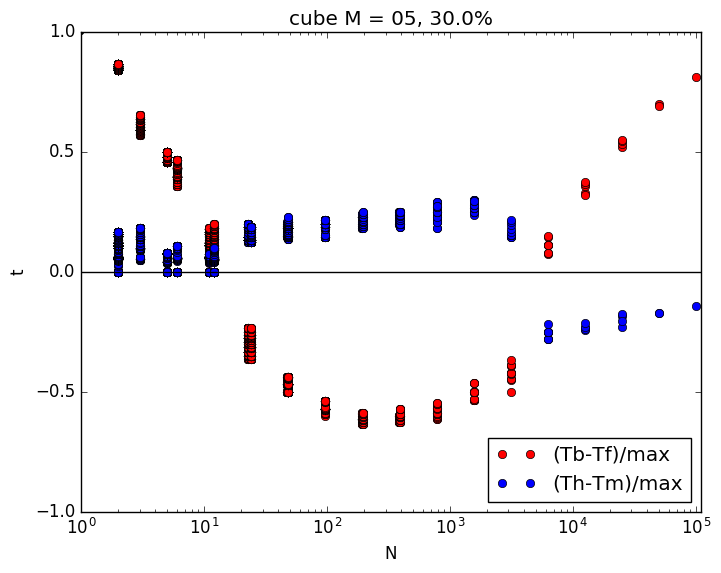 cube M = 05, 30.0%
1.0
0.5
0.0
−0.5
−1.0
t
10⁰ 10¹ 10² 10³ 10⁴ 10⁵
N
(Tb-Tf)/max
(Th-Tm)/max